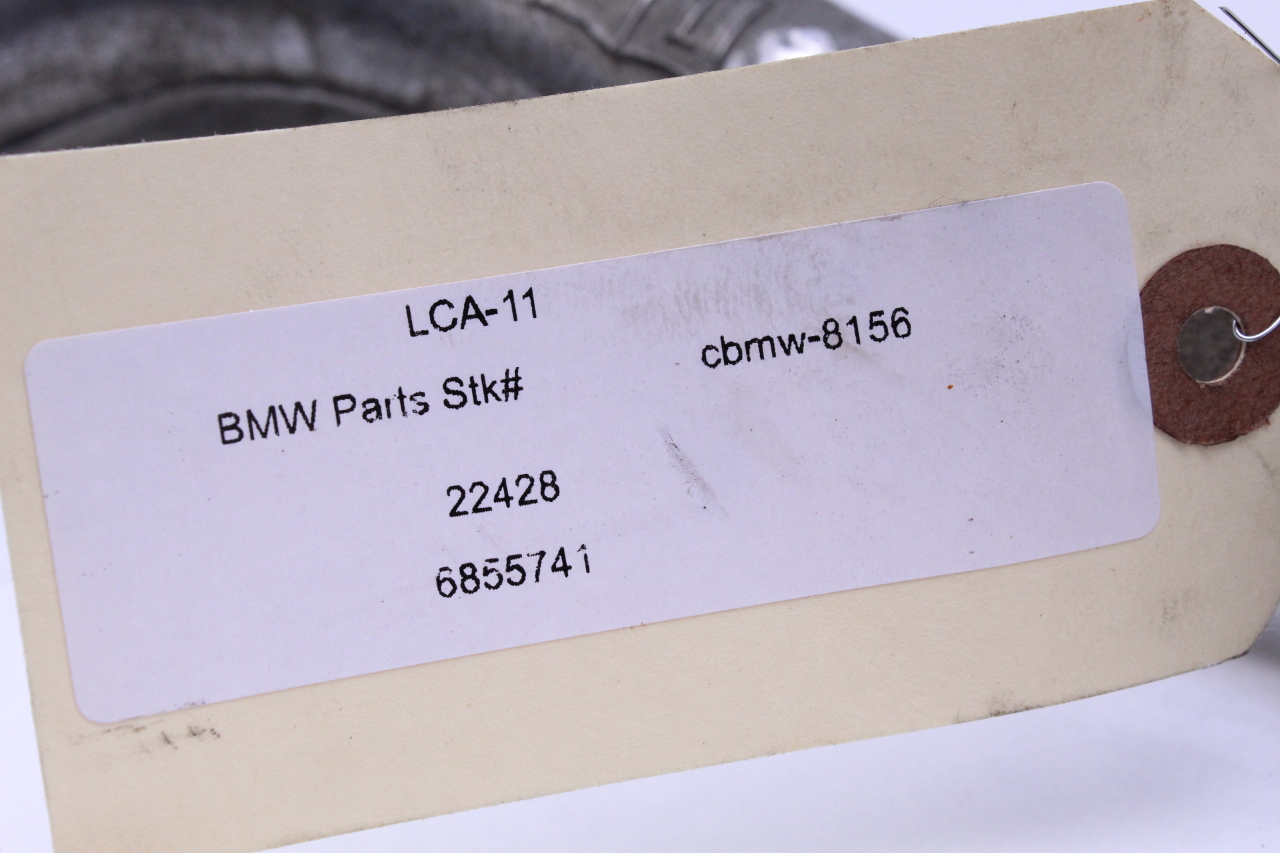 LCA-11
cbmw-8156
BMW Parts Stk#
22428
6855741